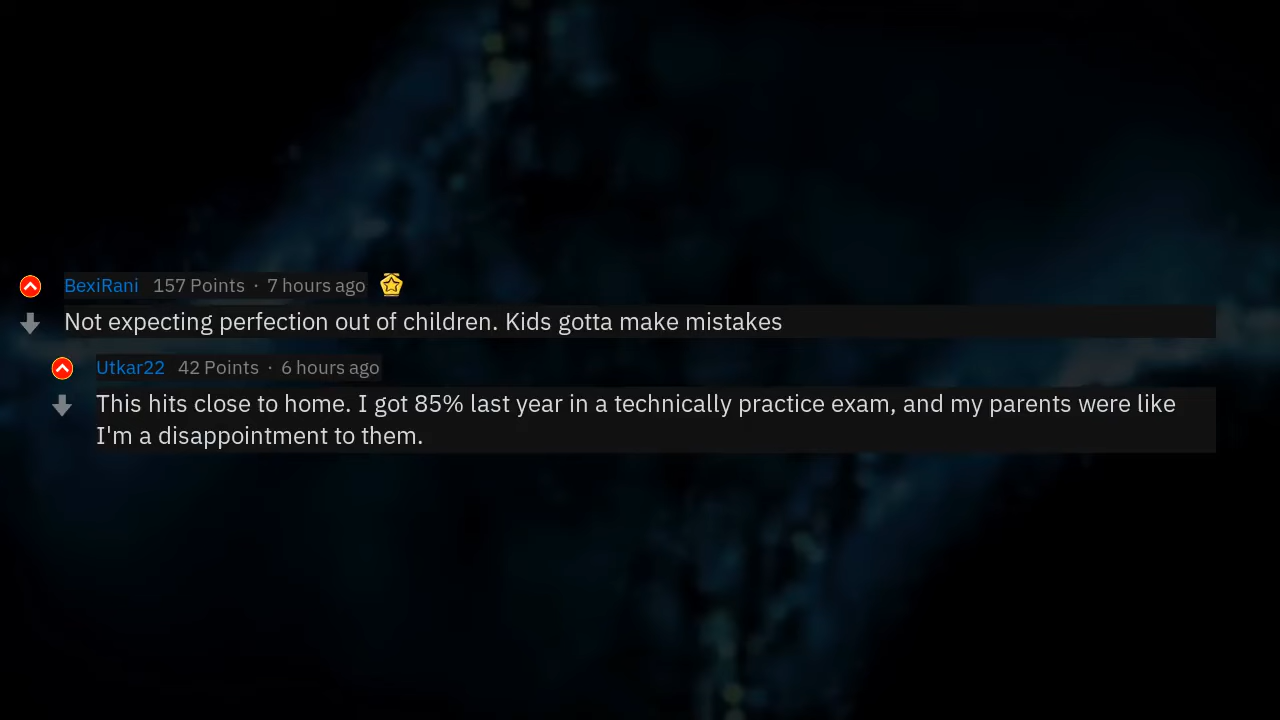 BexiRani 157 Points · 7 hours ago
Not expecting perfection out of children. Kids gotta make mistakes
Utkar22 42 Points · 6 hours ago
This hits close to home. I got 85% last year in a technically practice exam, and my parents were like
I'm a disappointment to them.